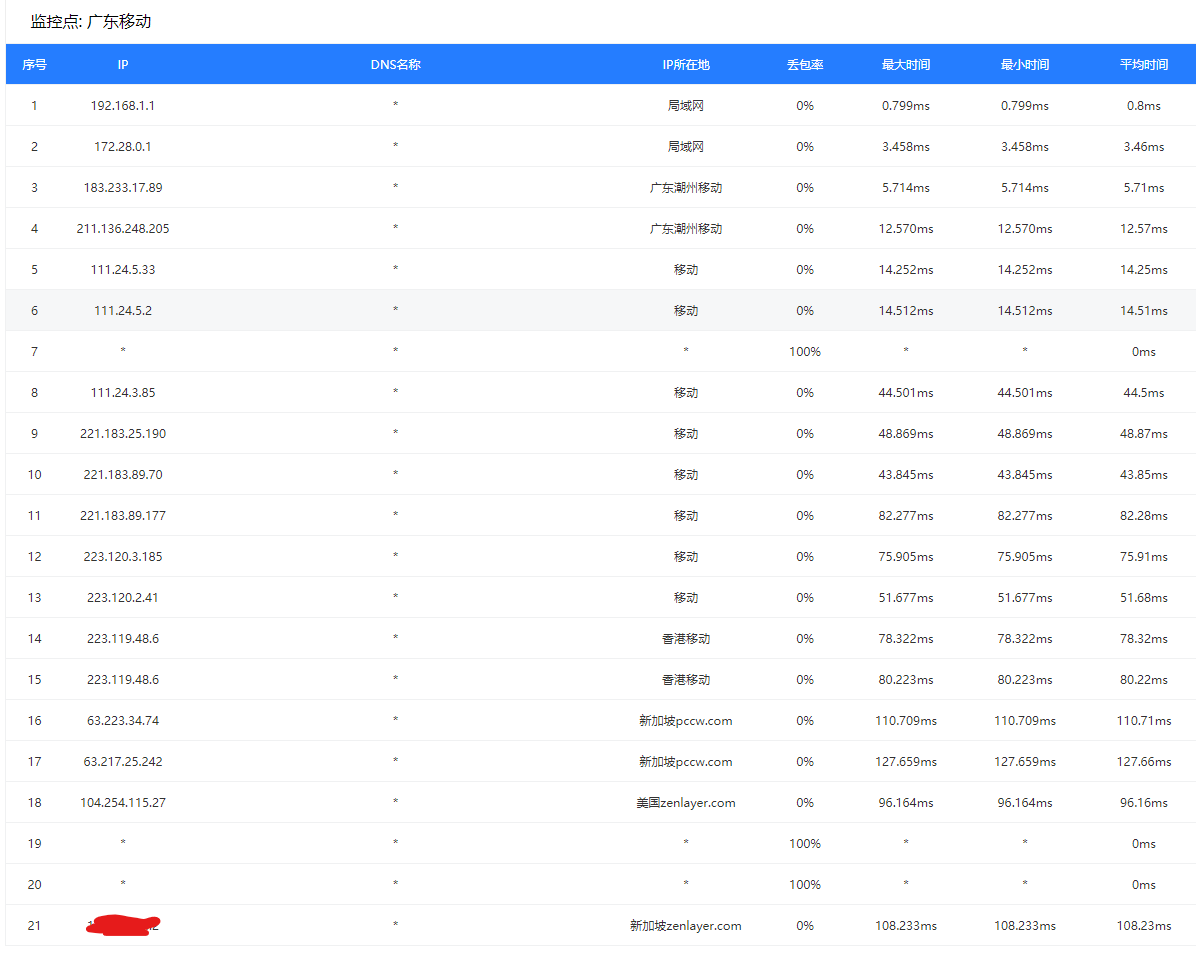 监控点: 广东移动
序号 IP DNS名称 IP所在地 丢包率 最大时间 最小时间 平均时间
1 192.168.1.1 * 局域网 0% 0.799ms 0.799ms 0.8ms
2 172.28.0.1 * 局域网 0% 3.458ms 3.458ms 3.46ms
3 183.233.17.89 * 广东潮州移动 0% 5.714ms 5.714ms 5.71ms
4 211.136.248.205 * 广东潮州移动 0% 12.570ms 12.570ms 12.57ms
5 111.24.5.33 * 移动 0% 14.252ms 14.252ms 14.25ms
6 111.24.5.2 * 移动 0% 14.512ms 14.512ms 14.51ms
7 * * * 100% * * 0ms
8 111.24.3.85 * 移动 0% 44.501ms 44.501ms 44.5ms
9 221.183.25.190 * 移动 0% 48.869ms 48.869ms 48.87ms
10 221.183.89.70 * 移动 0% 43.845ms 43.845ms 43.85ms
11 221.183.89.177 * 移动 0% 82.277ms 82.277ms 82.28ms
12 223.120.3.185 * 移动 0% 75.905ms 75.905ms 75.91ms
13 223.120.2.41 * 移动 0% 51.677ms 51.677ms 51.68ms
14 223.119.48.6 * 香港移动 0% 78.322ms 78.322ms 78.32ms
15 223.119.48.6 * 香港移动 0% 80.223ms 80.223ms 80.22ms
16 63.223.34.74 * 新加坡pccw.com 0% 110.709ms 110.709ms 110.71ms
17 63.217.25.242 * 新加坡pccw.com 0% 127.659ms 127.659ms 127.66ms
18 104.254.115.27 * 美国zenlayer.com 0% 96.164ms 96.164ms 96.16ms
19 * * * 100% * * 0ms
20 * * * 100% * * 0ms
21 * 新加坡zenlayer.com 0% 108.233ms 108.233ms 108.23ms